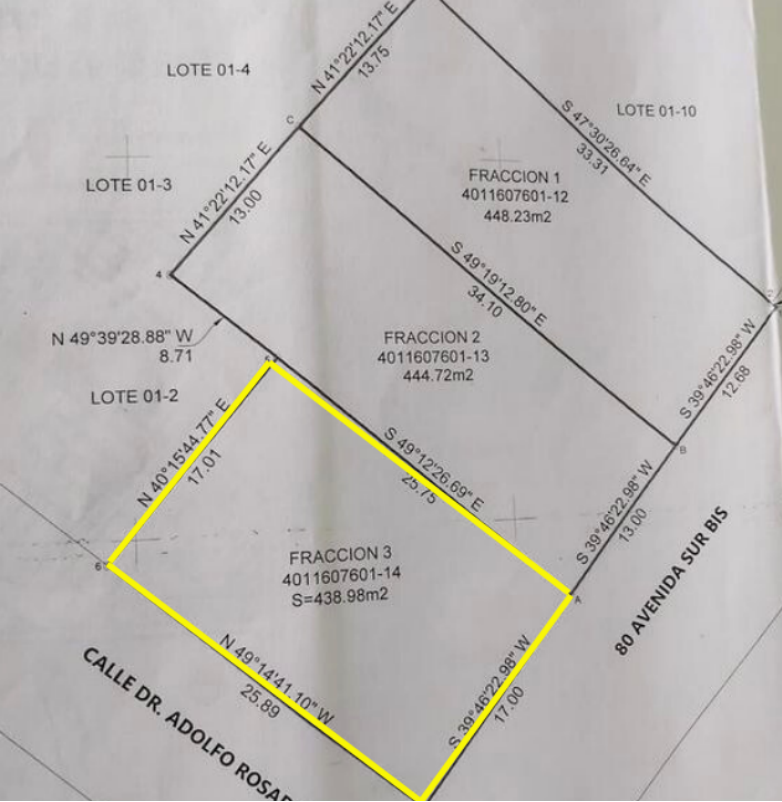 N 41°22'12.17" E
13.75
LOTE 01-4
S 47°30'26.64" E
33.31
LOTE 01-10
C
N 41°22'12.17" E
13.00
LOTE 01-3
FRACCION 1
4011607601-12
448.23m2
4
S 49°19'12.80" E
34.10
N 49°39'28.88" W
8.71
FRACCION 2
4011607601-13
444.72m2
S 39°46'22.98" W
12.68
5
LOTE 01-2
N 40°15'44.77" E
17.01
S 49°12'26.69" E
25.75
B
S 39°46'22.98" W
13.00
80 AVENIDA SUR BIS
6
FRACCION 3
4011607601-14
S=438.98m2
A
N 49°14'41.10" W
25.89
S 39°46'22.98" W
17.00
CALLE DR. ADOLFO ROSAR